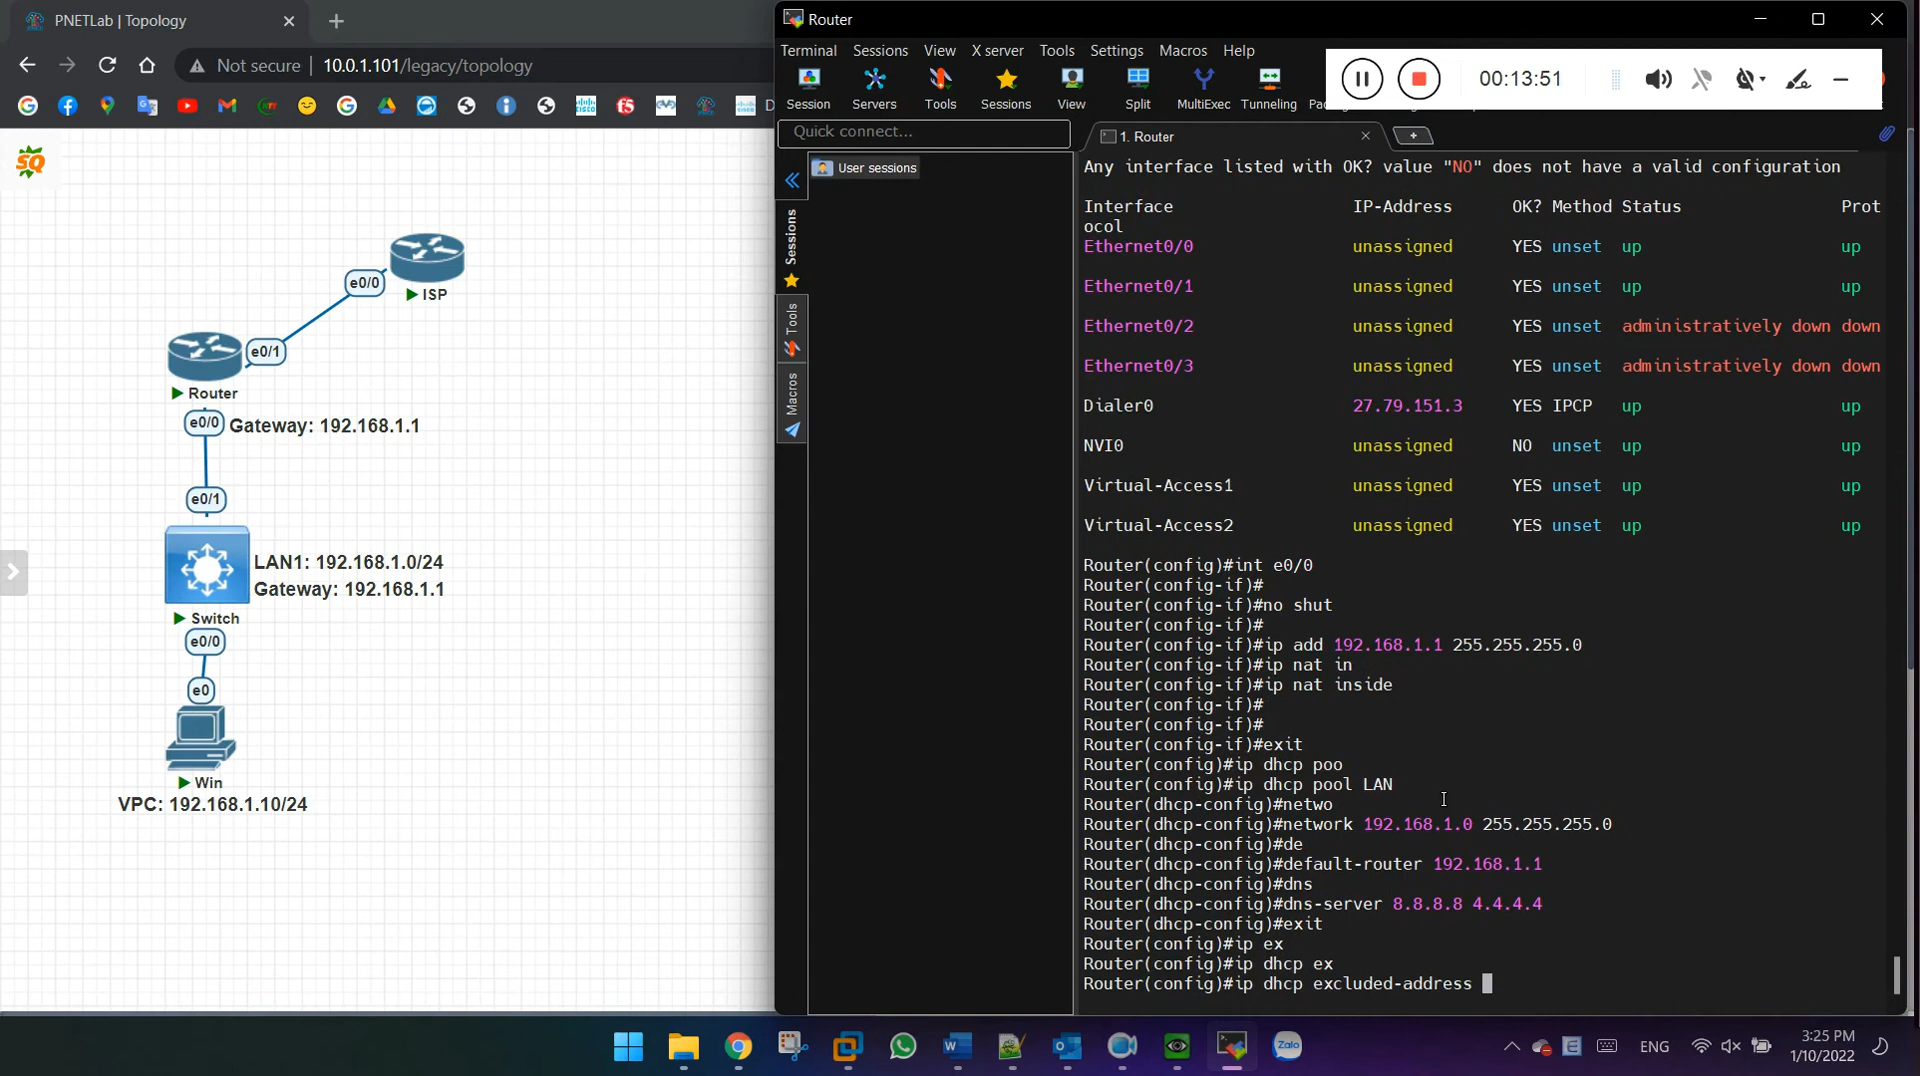 PNETLab | Topology
Not secure
10.0.1.101/legacy/topology
SQ
e0/0
ISP
e0/1
Router
e0/0
Gateway: 192.168.1.1
e0/1
LAN1: 192.168.1.0/24
Gateway: 192.168.1.1
Switch
e0/0
e0
Win
VPC: 192.168.1.10/24
Router
Terminal Sessions View X server Tools Settings Macros Help
Session Servers Tools Sessions View Split MultiExec Tunneling
00:13:51
Quick connect...
1. Router
User sessions
Sessions
Tools
Macros
Any interface listed with OK? value "NO" does not have a valid configuration
Interface IP-Address OK? Method Status Prot
ocol
Ethernet0/0 unassigned YES unset up up
Ethernet0/1 unassigned YES unset up up
Ethernet0/2 unassigned YES unset administratively down down
Ethernet0/3 unassigned YES unset administratively down down
Dialer0 27.79.151.3 YES IPCP up up
NVI0 unassigned NO unset up up
Virtual-Access1 unassigned YES unset up up
Virtual-Access2 unassigned YES unset up up
Router(config)#int e0/0
Router(config-if)#
Router(config-if)#no shut
Router(config-if)#
Router(config-if)#ip add 192.168.1.1 255.255.255.0
Router(config-if)#ip nat in
Router(config-if)#ip nat inside
Router(config-if)#
Router(config-if)#
Router(config-if)#exit
Router(config)#ip dhcp poo
Router(config)#ip dhcp pool LAN
Router(dhcp-config)#netwo
Router(dhcp-config)#network 192.168.1.0 255.255.255.0
Router(dhcp-config)#de
Router(dhcp-config)#default-router 192.168.1.1
Router(dhcp-config)#dns
Router(dhcp-config)#dns-server 8.8.8.8 4.4.4.4
Router(dhcp-config)#exit
Router(config)#ip ex
Router(config)#ip dhcp ex
Router(config)#ip dhcp excluded-address
Zalo
ENG
3:25 PM
1/10/2022